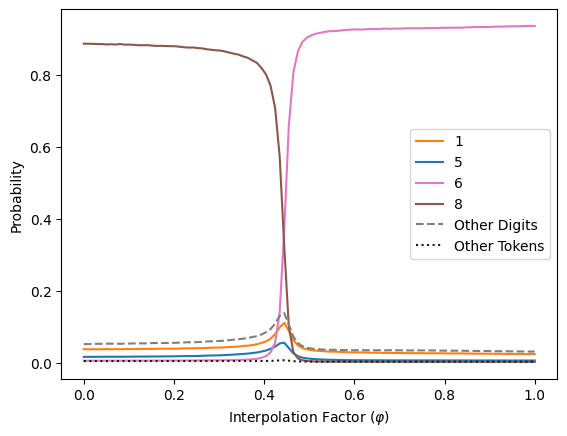 0.8
0.6
0.4
0.2
0.0
Probability
1
5
6
8
Other Digits
Other Tokens
0.0 0.2 0.4 0.6 0.8 1.0
Interpolation Factor (φ)